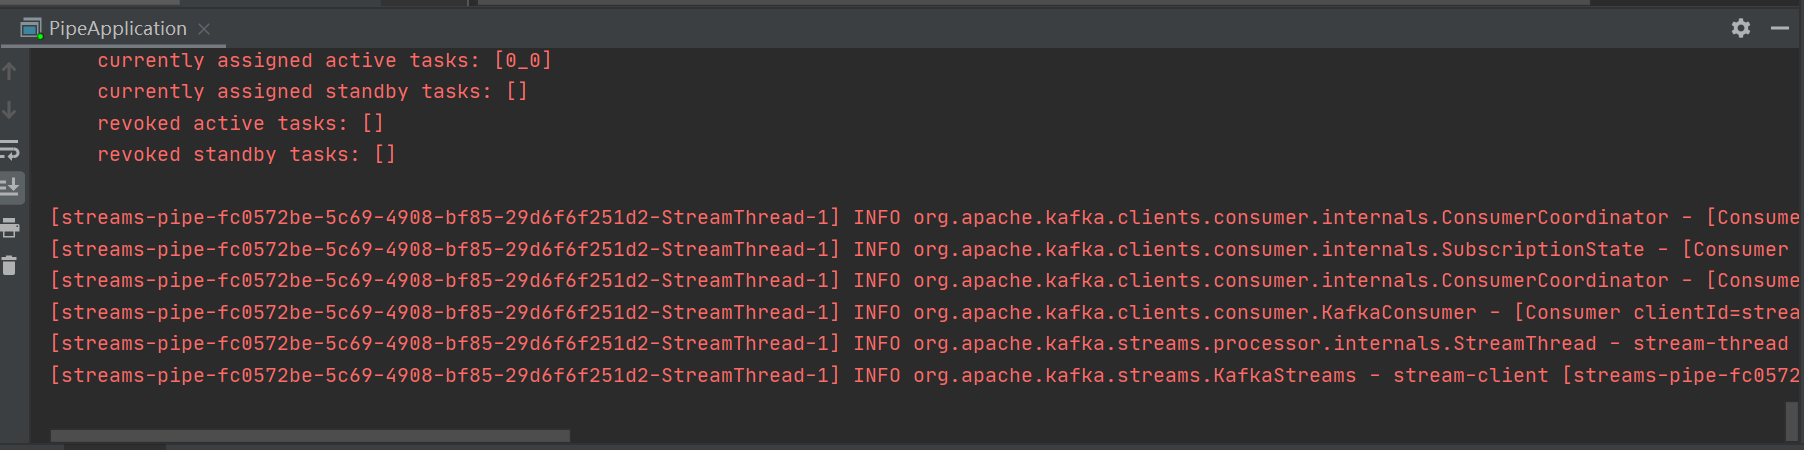 PipeApplication
currently assigned active tasks: [0_0]
currently assigned standby tasks: []
revoked active tasks: []
revoked standby tasks: []
[streams-pipe-fc0572be-5c69-4908-bf85-29d6f6f251d2-StreamThread-1] INFO org.apache.kafka.clients.consumer.internals.ConsumerCoordinator - [Consume
[streams-pipe-fc0572be-5c69-4908-bf85-29d6f6f251d2-StreamThread-1] INFO org.apache.kafka.clients.consumer.internals.SubscriptionState - [Consumer
[streams-pipe-fc0572be-5c69-4908-bf85-29d6f6f251d2-StreamThread-1] INFO org.apache.kafka.clients.consumer.internals.ConsumerCoordinator - [Consume
[streams-pipe-fc0572be-5c69-4908-bf85-29d6f6f251d2-StreamThread-1] INFO org.apache.kafka.clients.consumer.KafkaConsumer - [Consumer clientId=strea
[streams-pipe-fc0572be-5c69-4908-bf85-29d6f6f251d2-StreamThread-1] INFO org.apache.kafka.streams.processor.internals.StreamThread - stream-thread
[streams-pipe-fc0572be-5c69-4908-bf85-29d6f6f251d2-StreamThread-1] INFO org.apache.kafka.streams.KafkaStreams - stream-client [streams-pipe-fc0572